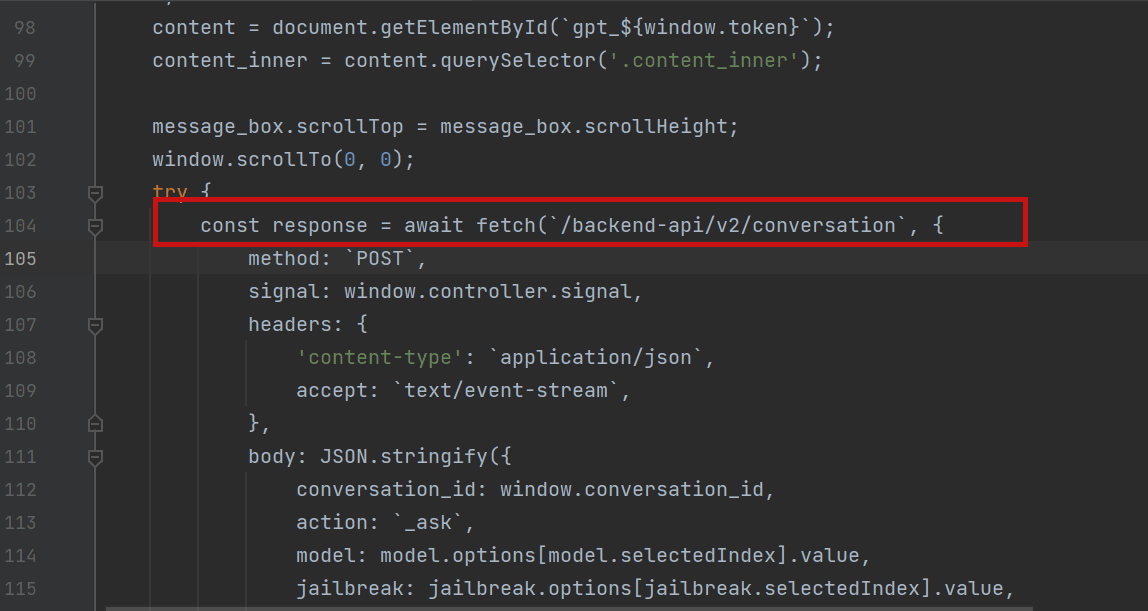 98 content = document.getElementById(`gpt_${window.token}`);
99 content_inner = content.querySelector('.content_inner');
100
101 message_box.scrollTop = message_box.scrollHeight;
102 window.scrollTo(0, 0);
103 try {
104 const response = await fetch(`/backend-api/v2/conversation`, {
105 method: `POST`,
106 signal: window.controller.signal,
107 headers: {
108 'content-type': `application/json`,
109 accept: `text/event-stream`,
110 },
111 body: JSON.stringify({
112 conversation_id: window.conversation_id,
113 action: `_ask`,
114 model: model.options[model.selectedIndex].value,
115 jailbreak: jailbreak.options[jailbreak.selectedIndex].value,